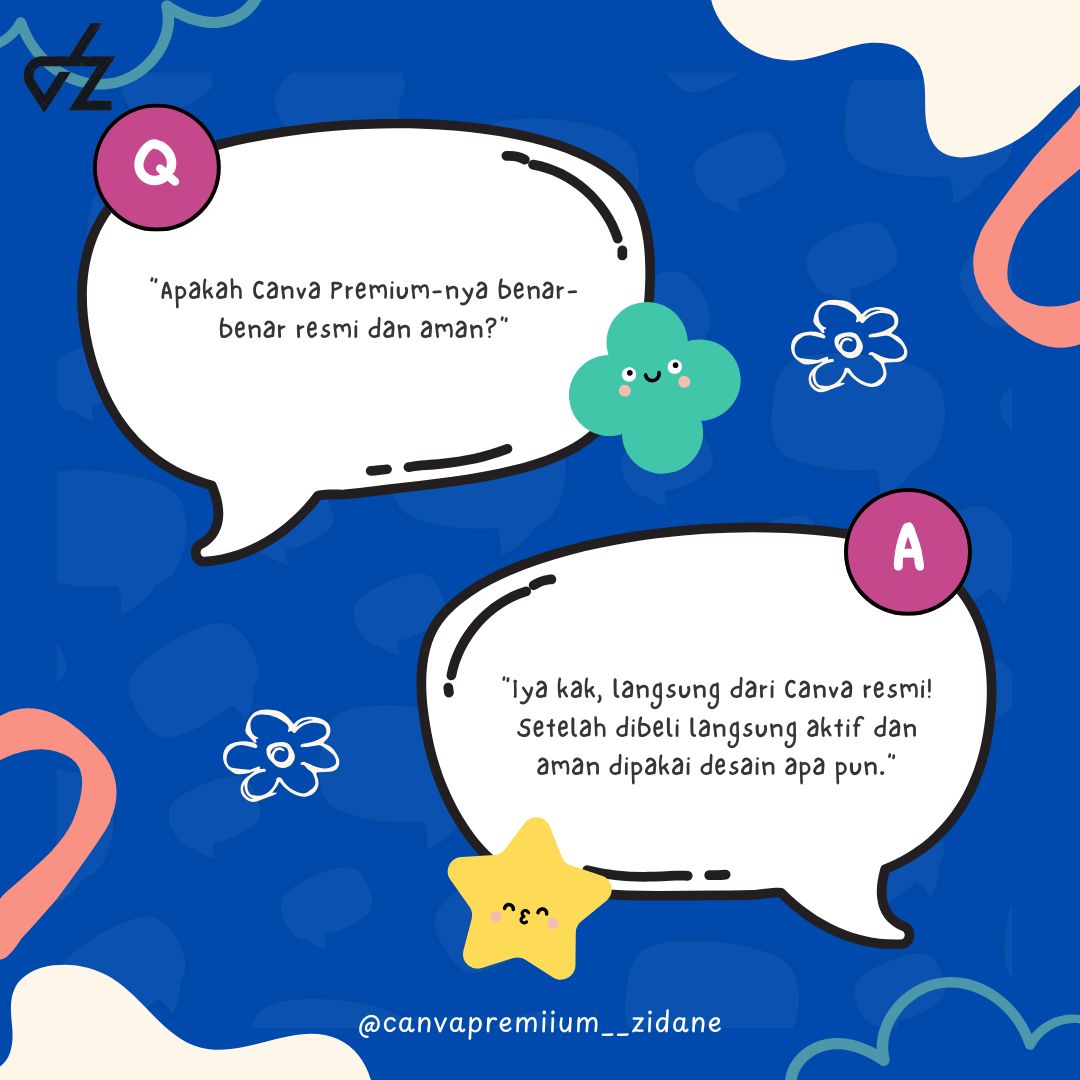 Q
"Apakah Canva Premium-nya benar-
benar resmi dan aman?"
A
"Iya kak, langsung dari Canva resmi!
Setelah dibeli langsung aktif dan
aman dipakai desain apa pun."
@canvapremiium__zidane